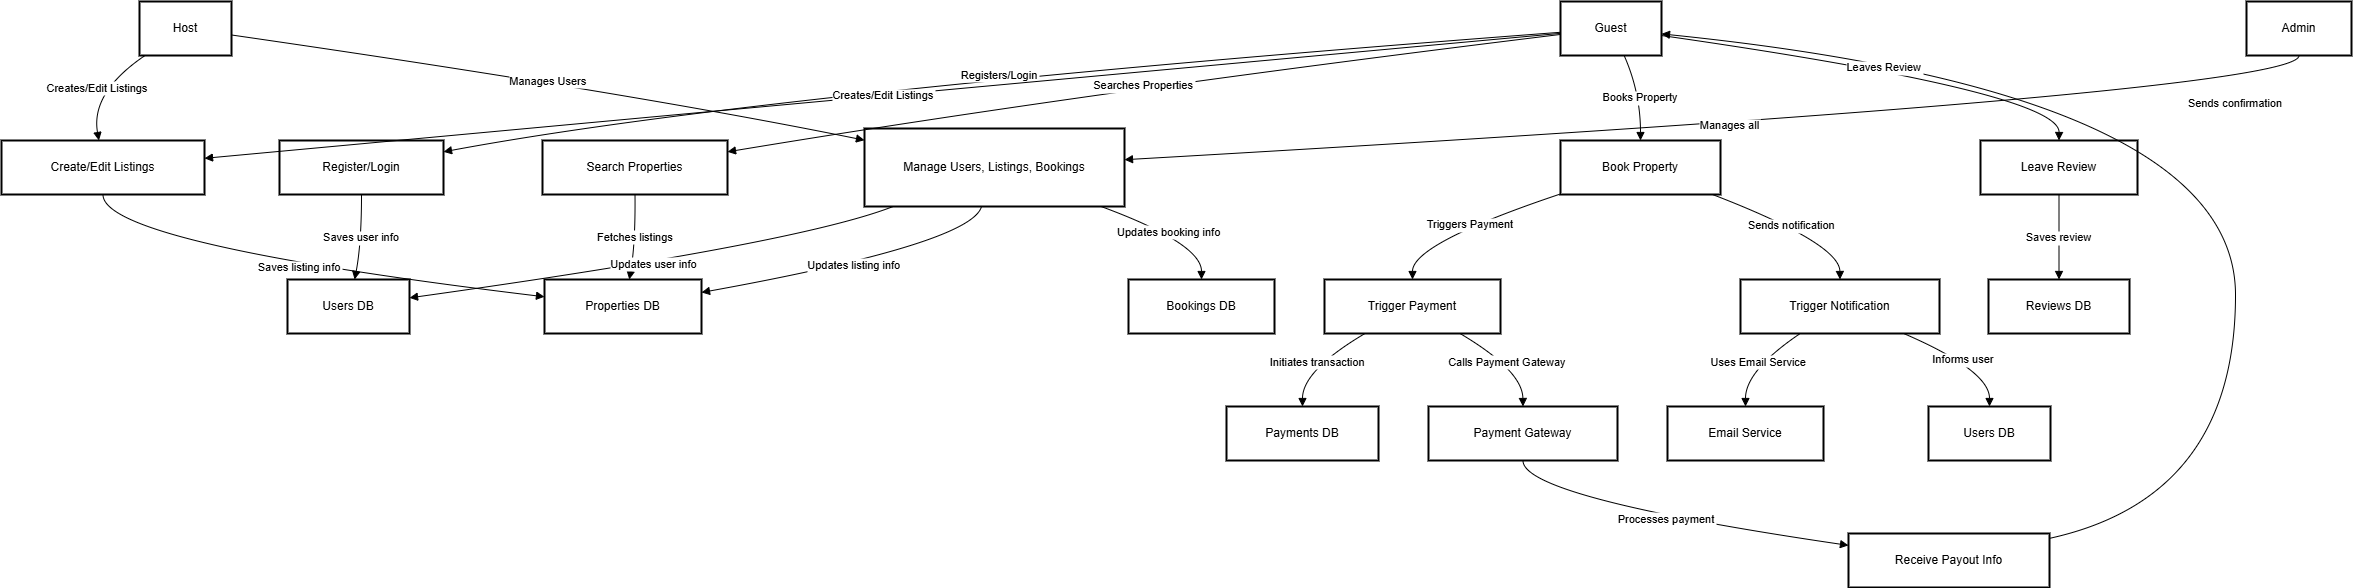 Host
Guest
Admin
Creates/Edit Listings
Manages Users
Registers/Login
Creates/Edit Listings
Searches Properties
Books Property
Leaves Review
Manages all
Sends confirmation
Create/Edit Listings
Register/Login
Search Properties
Manage Users, Listings, Bookings
Book Property
Leave Review
Saves listing info
Saves user info
Fetches listings
Updates user info
Updates listing info
Updates booking info
Triggers Payment
Sends notification
Saves review
Users DB
Properties DB
Bookings DB
Trigger Payment
Trigger Notification
Reviews DB
Initiates transaction
Calls Payment Gateway
Uses Email Service
Informs user
Payments DB
Payment Gateway
Email Service
Users DB
Processes payment
Receive Payout Info